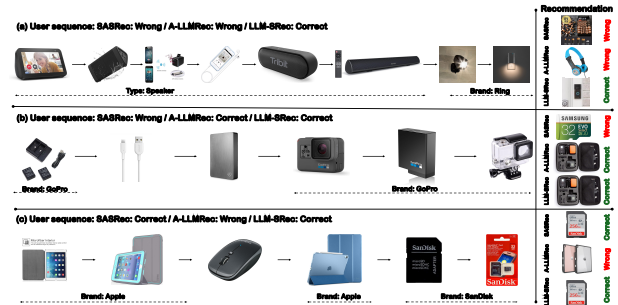 Recommendation
(a) User sequence: SASRec: Wrong / A-LLMRec: Wrong / LLM-SRec: Correct
SASRec
Wrong
A-LLMRec
Wrong
LLM-SRec
Correct
Tribit
Type: Speaker
Brand: Ring
(b) User sequence: SASRec: Wrong / A-LLMRec: Correct / LLM-SRec: Correct
SASRec
SAMSUNG
32 EVO
Wrong
A-LLMRec
Correct
LLM-SRec
Correct
Brand: GoPro
Brand: GoPro
(c) User sequence: SASRec: Correct / A-LLMRec: Wrong / LLM-SRec: Correct
SASRec
SanDisk
Correct
A-LLMRec
Wrong
LLM-SRec
SanDisk
Correct
SanDisk
SanDisk
Brand: Apple
Brand: Apple
Brand: SanDisk